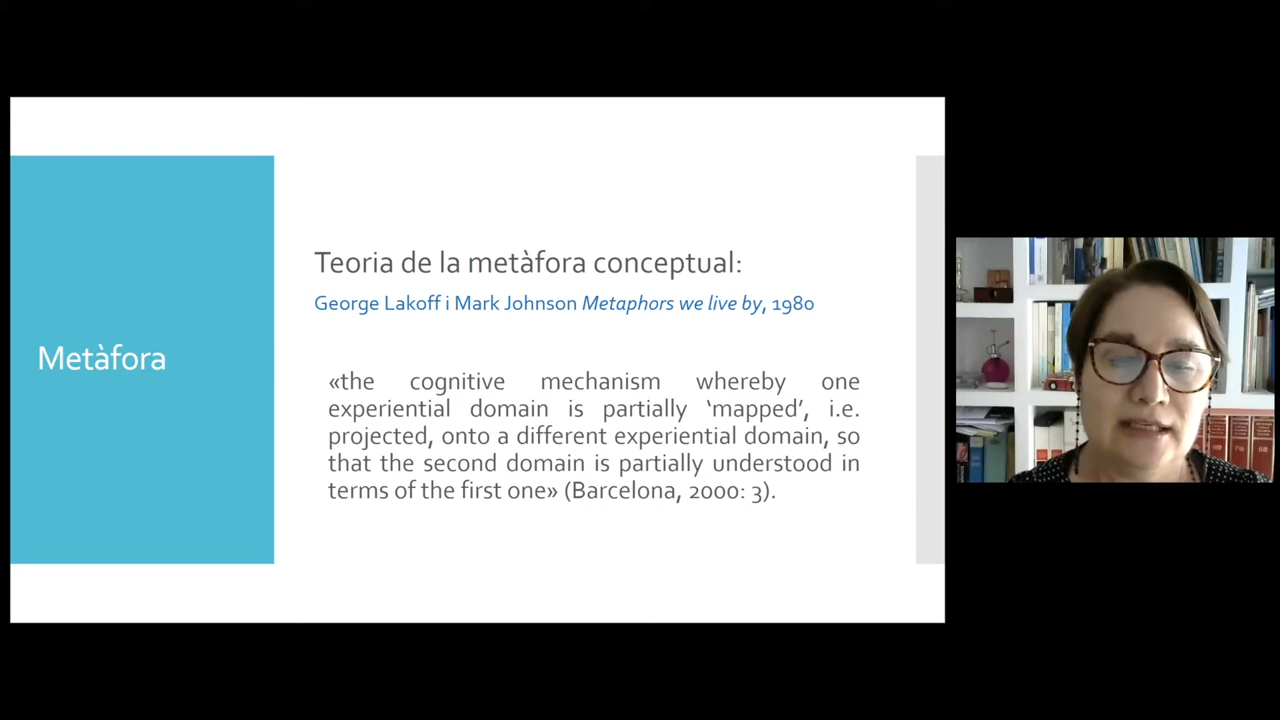 Metàfora
Teoria de la metàfora conceptual:
George Lakoff i Mark Johnson Metaphors we live by, 1980
«the cognitive mechanism whereby one
experiential domain is partially ‘mapped’, i.e.
projected, onto a different experiential domain, so
that the second domain is partially understood in
terms of the first one» (Barcelona, 2000: 3).